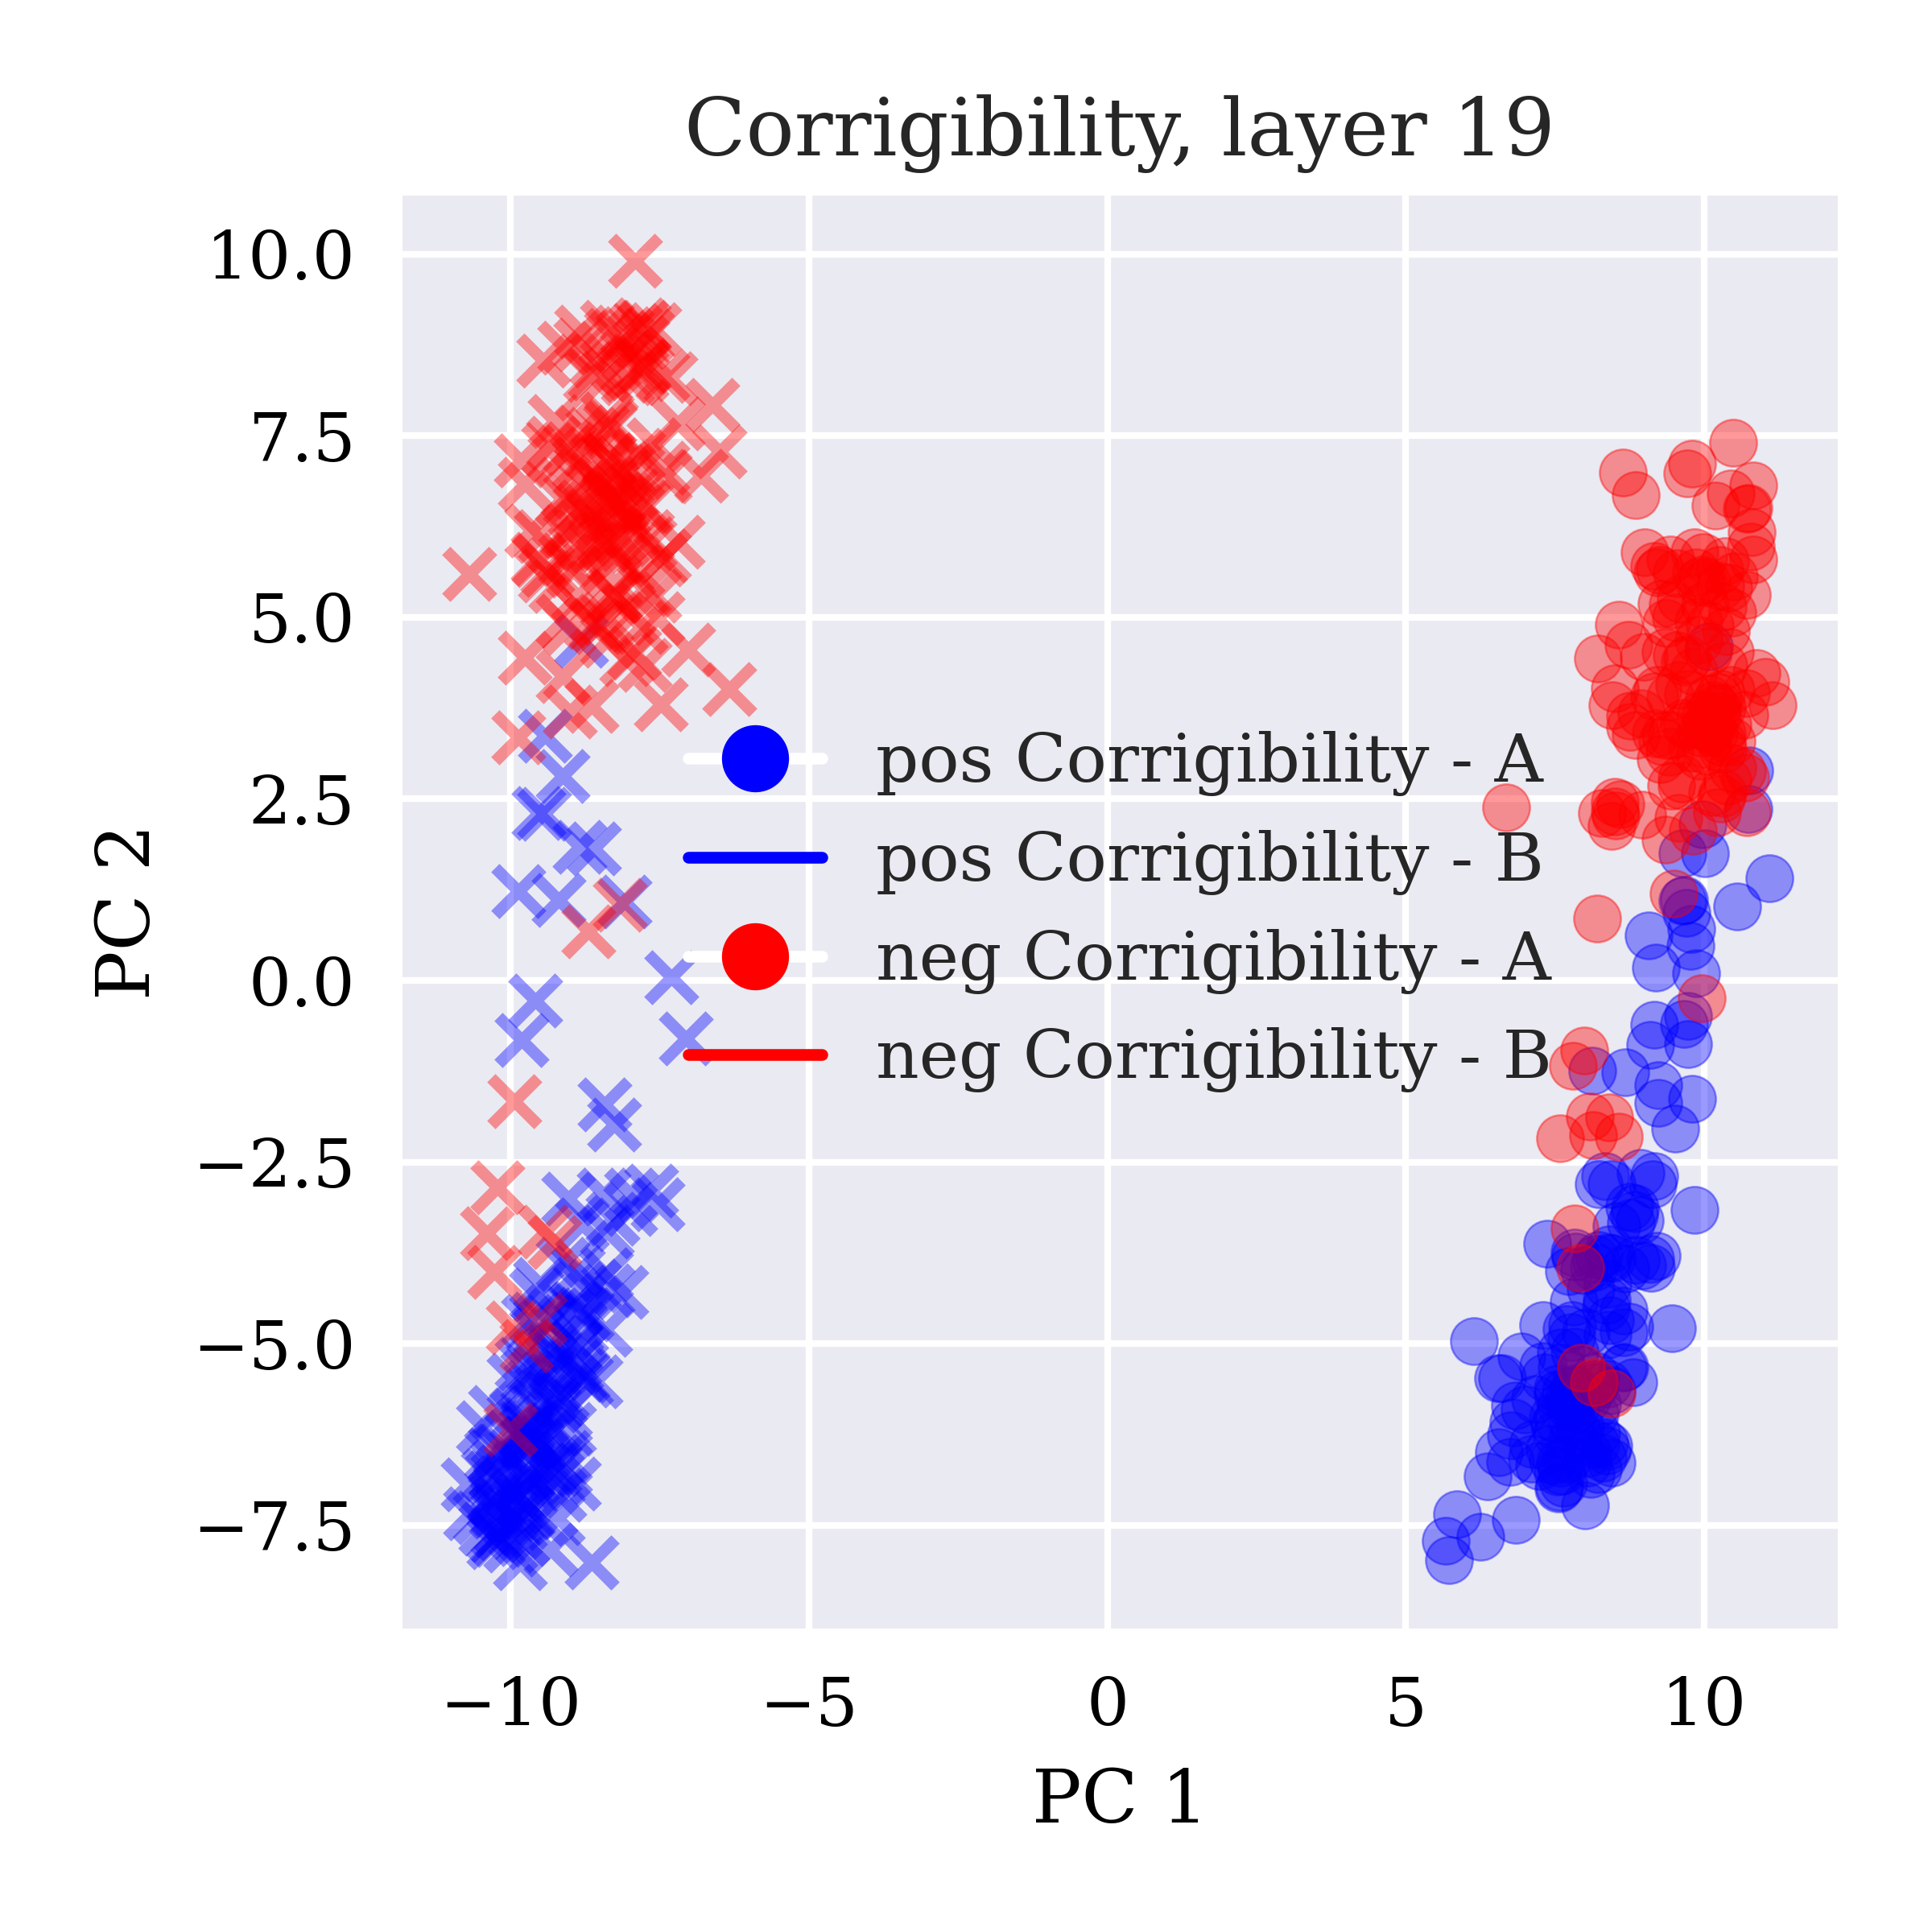 Corrigibility, layer 19
10.0
7.5
5.0
2.5
0.0
−2.5
−5.0
−7.5
PC 2
pos Corrigibility - A
pos Corrigibility - B
neg Corrigibility - A
neg Corrigibility - B
−10 −5 0 5 10
PC 1